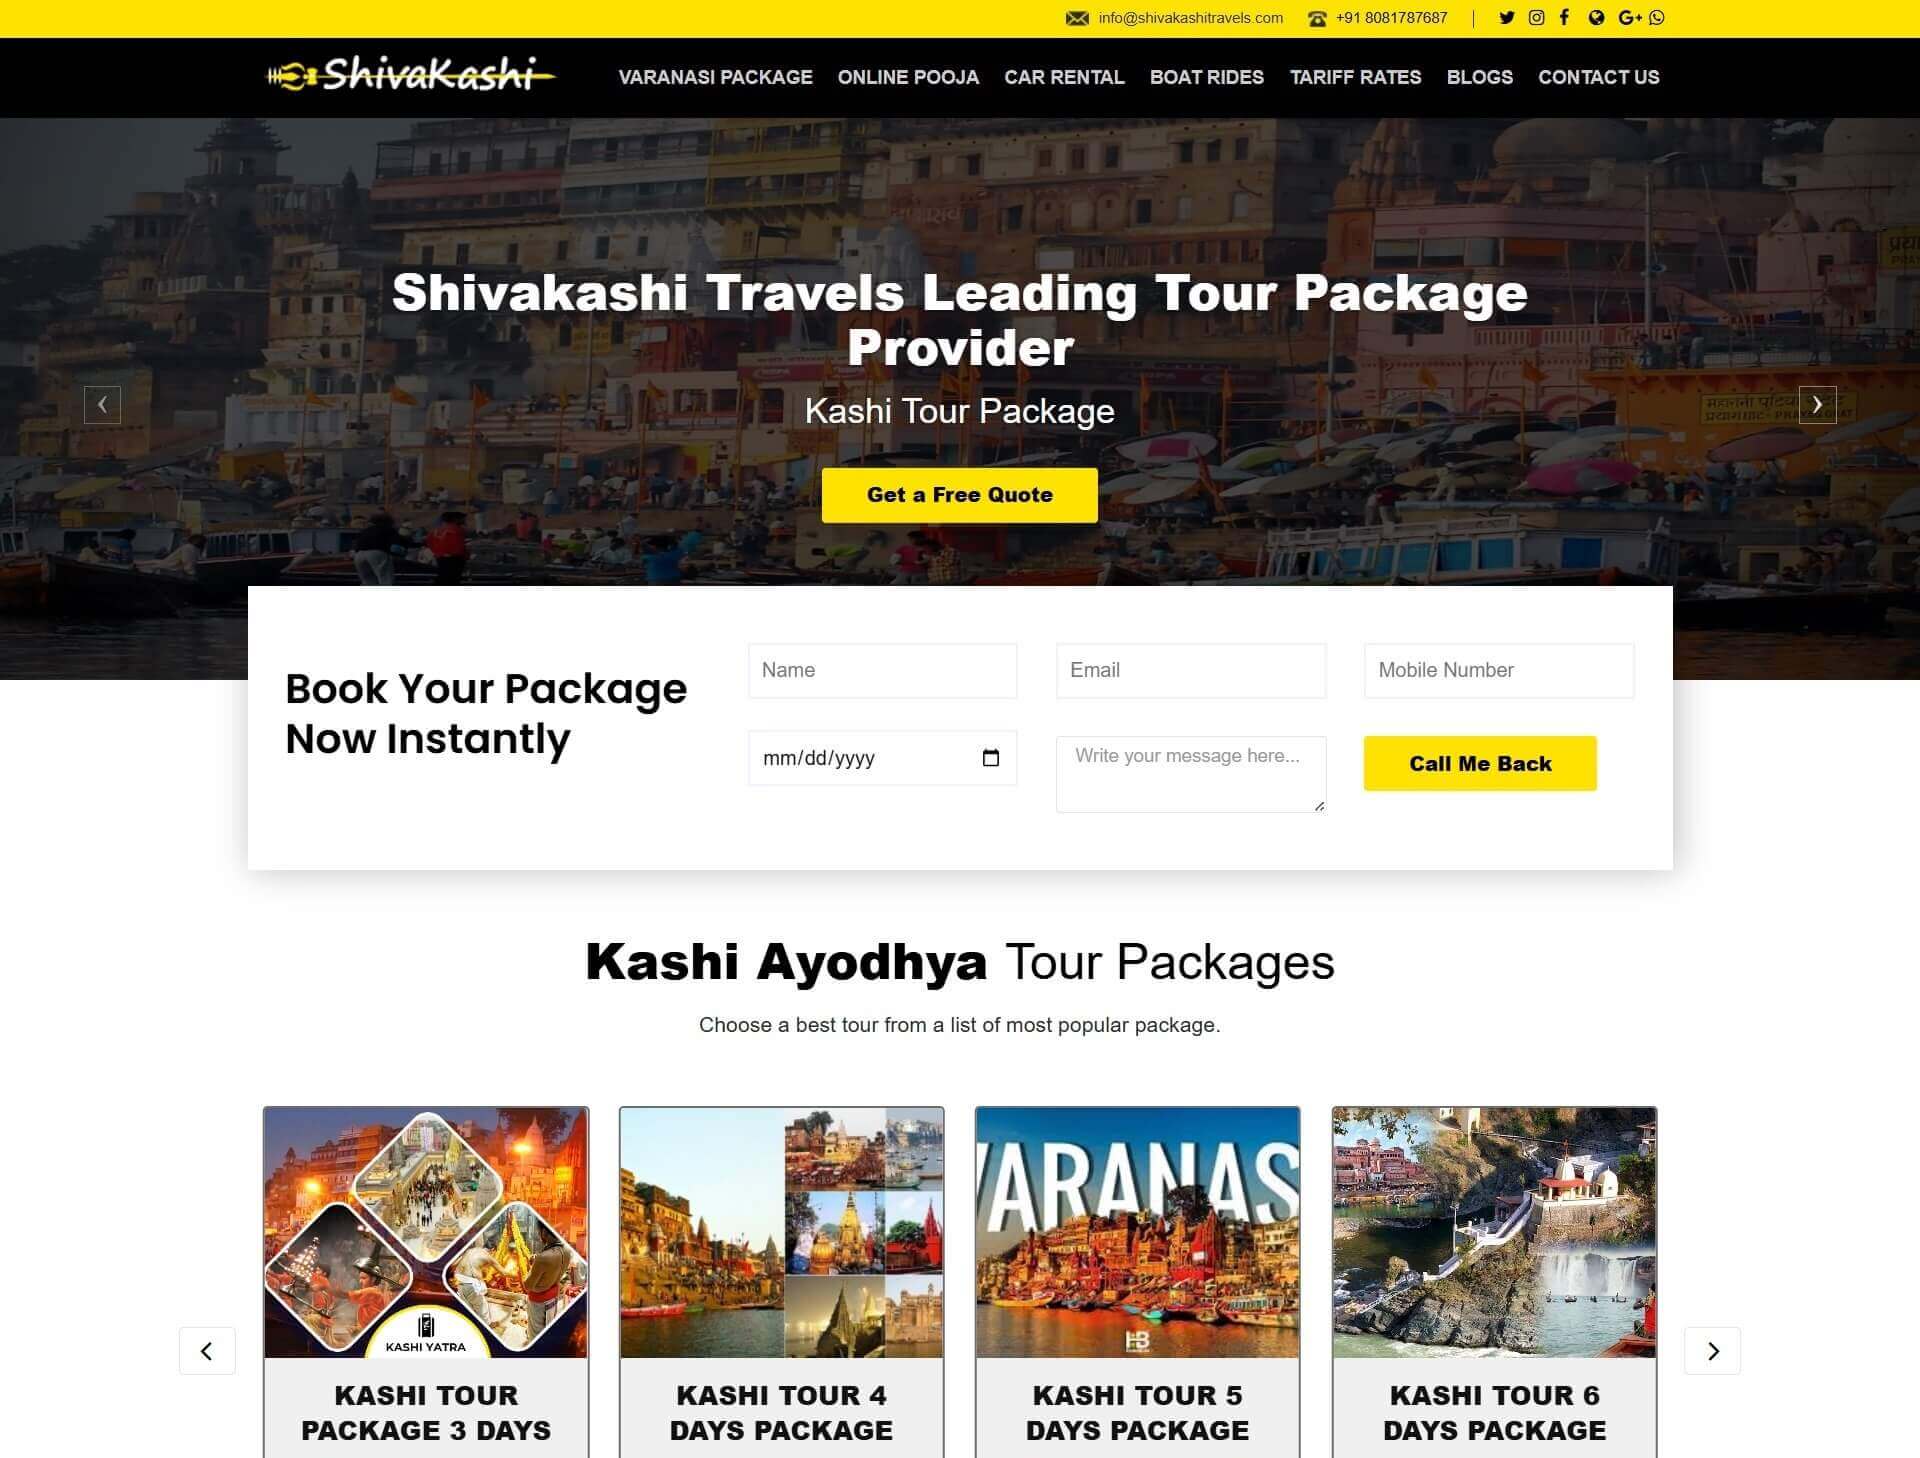 info@shivakashitravels.com +91 8081787687
ShivaKashi
VARANASI PACKAGE ONLINE POOJA CAR RENTAL BOAT RIDES TARIFF RATES BLOGS CONTACT US
Shivakashi Travels Leading Tour Package
Provider
Kashi Tour Package
Get a Free Quote
Book Your Package
Now Instantly
Name
Email
Mobile Number
mm/dd/yyyy
Write your message here...
Call Me Back
Kashi Ayodhya Tour Packages
Choose a best tour from a list of most popular package.
KASHI YATRA
VARANAS
HB
KASHI TOUR
PACKAGE 3 DAYS
KASHI TOUR 4
DAYS PACKAGE
KASHI TOUR 5
DAYS PACKAGE
KASHI TOUR 6
DAYS PACKAGE